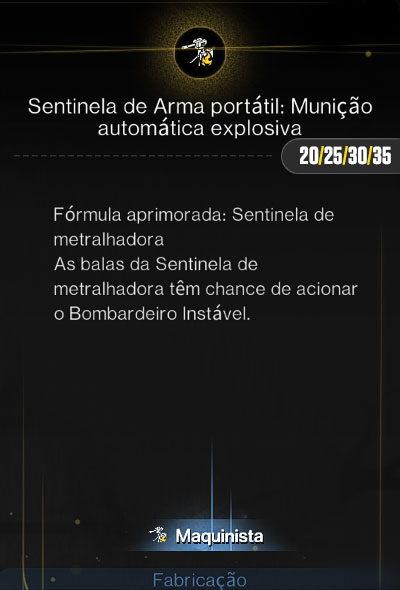 Sentinela de Arma portátil: Munição
automática explosiva
20/25/30/35
Fórmula aprimorada: Sentinela de
metralhadora
As balas da Sentinela de
metralhadora têm chance de acionar
o Bombardeiro Instável.
Maquinista
Fabricação